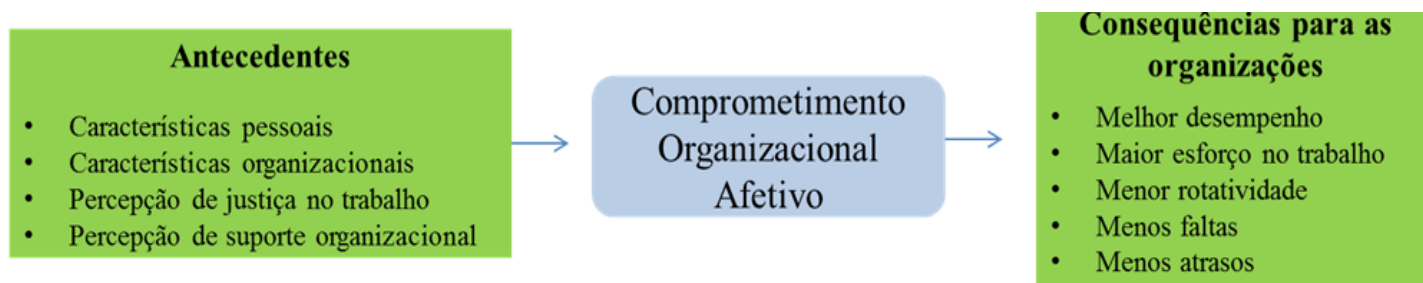 Antecedentes
• Características pessoais
• Características organizacionais
• Percepção de justiça no trabalho
• Percepção de suporte organizacional
Comprometimento
Organizacional
Afetivo
Consequências para as
organizações
• Melhor desempenho
• Maior esforço no trabalho
• Menor rotatividade
• Menos faltas
• Menos atrasos